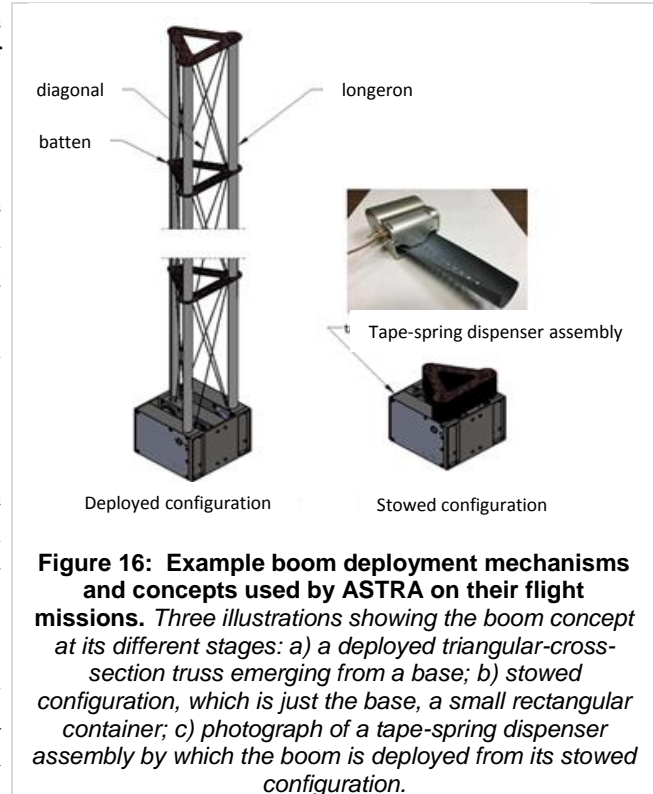 diagonal
longeron
batten
Tape-spring dispenser assembly
Deployed configuration
Stowed configuration
Figure 16: Example boom deployment mechanisms
and concepts used by ASTRA on their flight
missions. Three illustrations showing the boom concept
at its different stages: a) a deployed triangular-cross-
section truss emerging from a base; b) stowed
configuration, which is just the base, a small rectangular
container; c) photograph of a tape-spring dispenser
assembly by which the boom is deployed from its stowed
configuration.